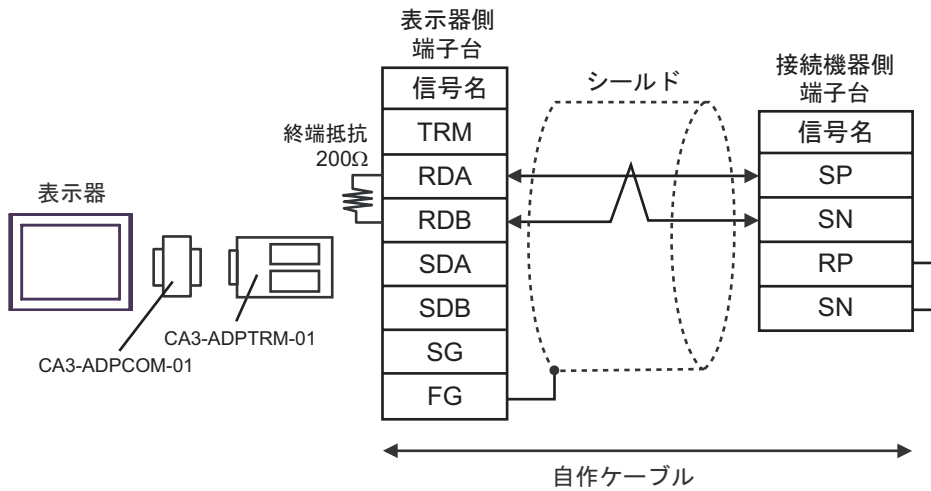 表示器
CA3-ADPCOM-01
CA3-ADPTRM-01
終端抵抗
200Ω
表示器側
端子台
信号名
TRM
RDA
RDB
SDA
SDB
SG
FG
シールド
接続機器側
端子台
信号名
SP
SN
RP
SN
自作ケーブル